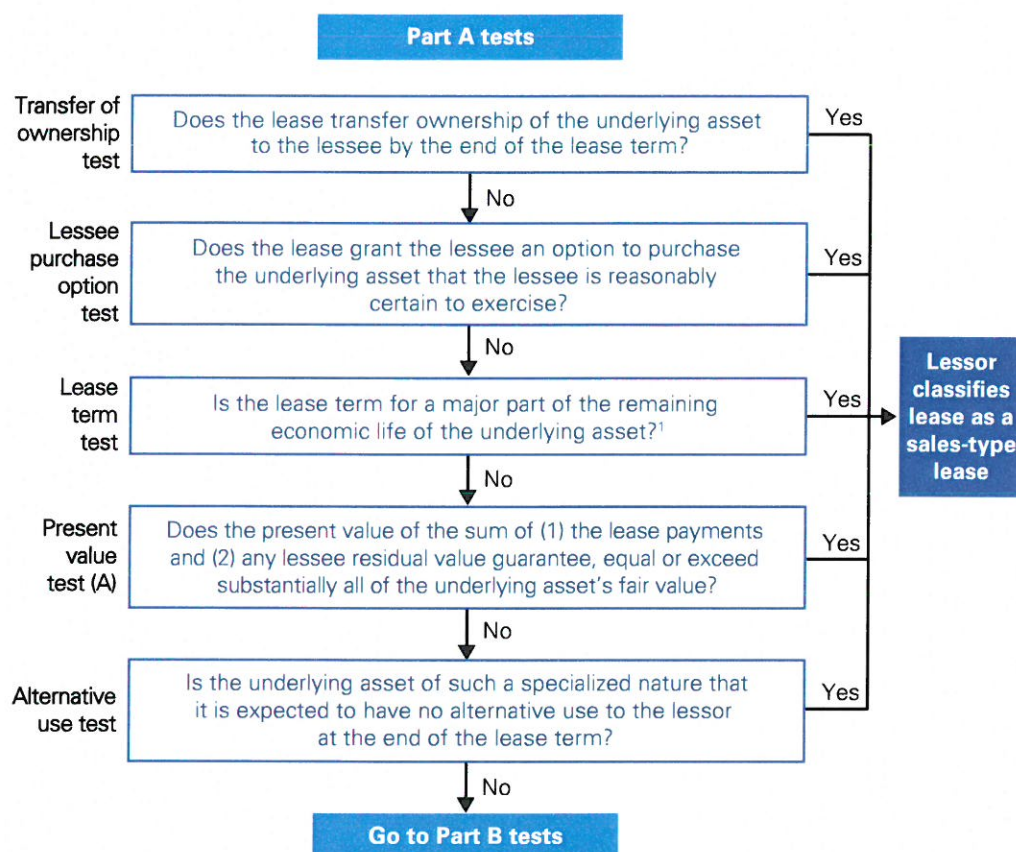 Part A tests
Transfer of
ownership
test
Does the lease transfer ownership of the underlying asset
to the lessee by the end of the lease term?
Yes
No
Lessee
purchase
option
test
Does the lease grant the lessee an option to purchase
the underlying asset that the lessee is reasonably
certain to exercise?
Yes
No
Lease
term
test
Is the lease term for a major part of the remaining
economic life of the underlying asset?¹
Yes
Lessor
classifies
lease as a
sales-type
lease
No
Present
value
test (A)
Does the present value of the sum of (1) the lease payments
and (2) any lessee residual value guarantee, equal or exceed
substantially all of the underlying asset's fair value?
Yes
No
Alternative
use test
Is the underlying asset of such a specialized nature that
it is expected to have no alternative use to the lessor
at the end of the lease term?
Yes
No
Go to Part B tests